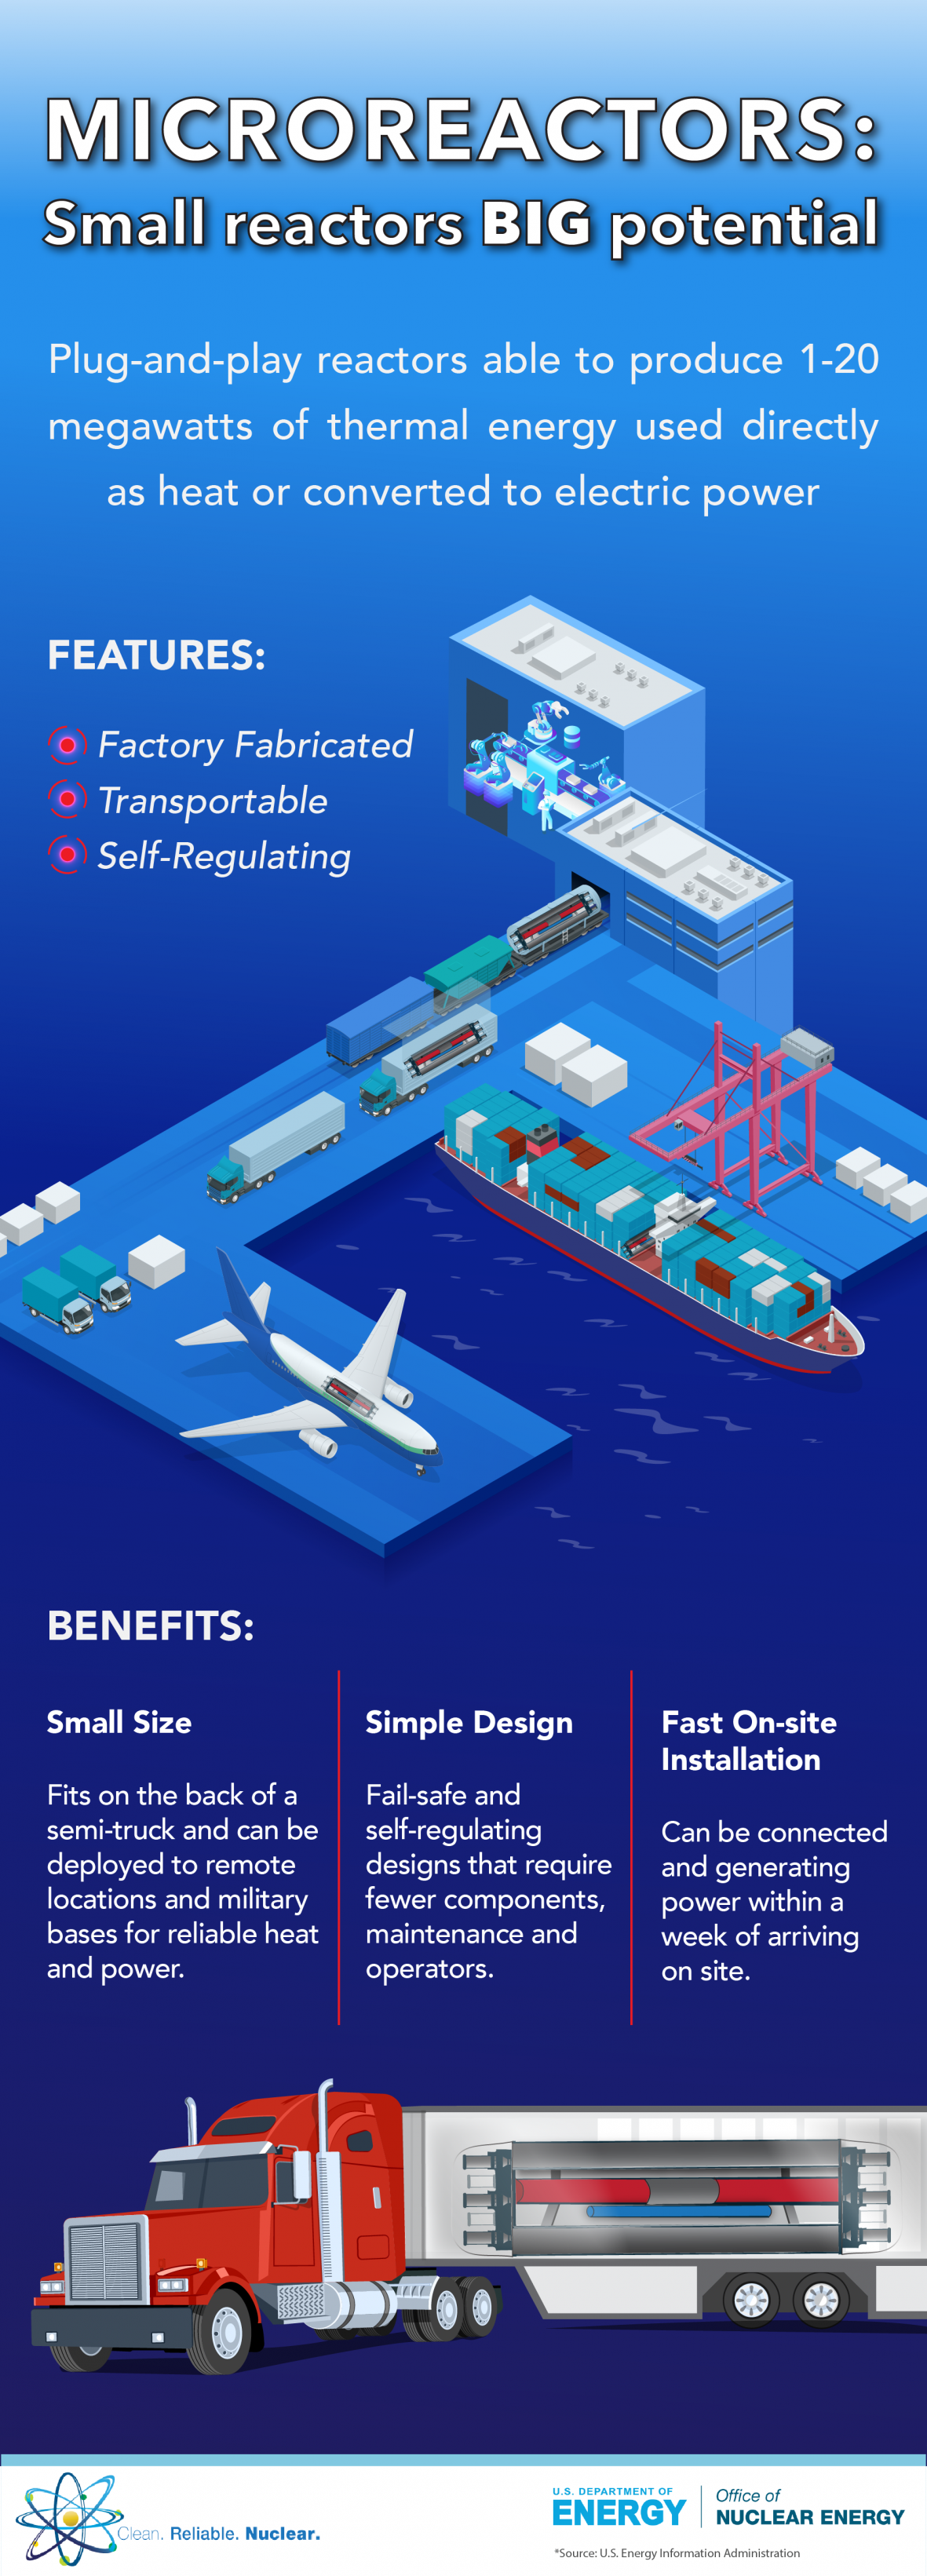 MICROREACTORS:
Small reactors BIG potential
Plug-and-play reactors able to produce 1-20
megawatts of thermal energy used directly
as heat or converted to electric power
FEATURES:
Factory Fabricated
Transportable
Self-Regulating
BENEFITS:
Small Size
Fits on the back of a
semi-truck and can be
deployed to remote
locations and military
bases for reliable heat
and power.
Simple Design
Fail-safe and
self-regulating
designs that require
fewer components,
maintenance and
operators.
Fast On-site
Installation
Can be connected
and generating
power within a
week of arriving
on site.
Clean. Reliable. Nuclear.
U.S. DEPARTMENT OF
ENERGY
Office of
NUCLEAR ENERGY
*Source: U.S. Energy Information Administration